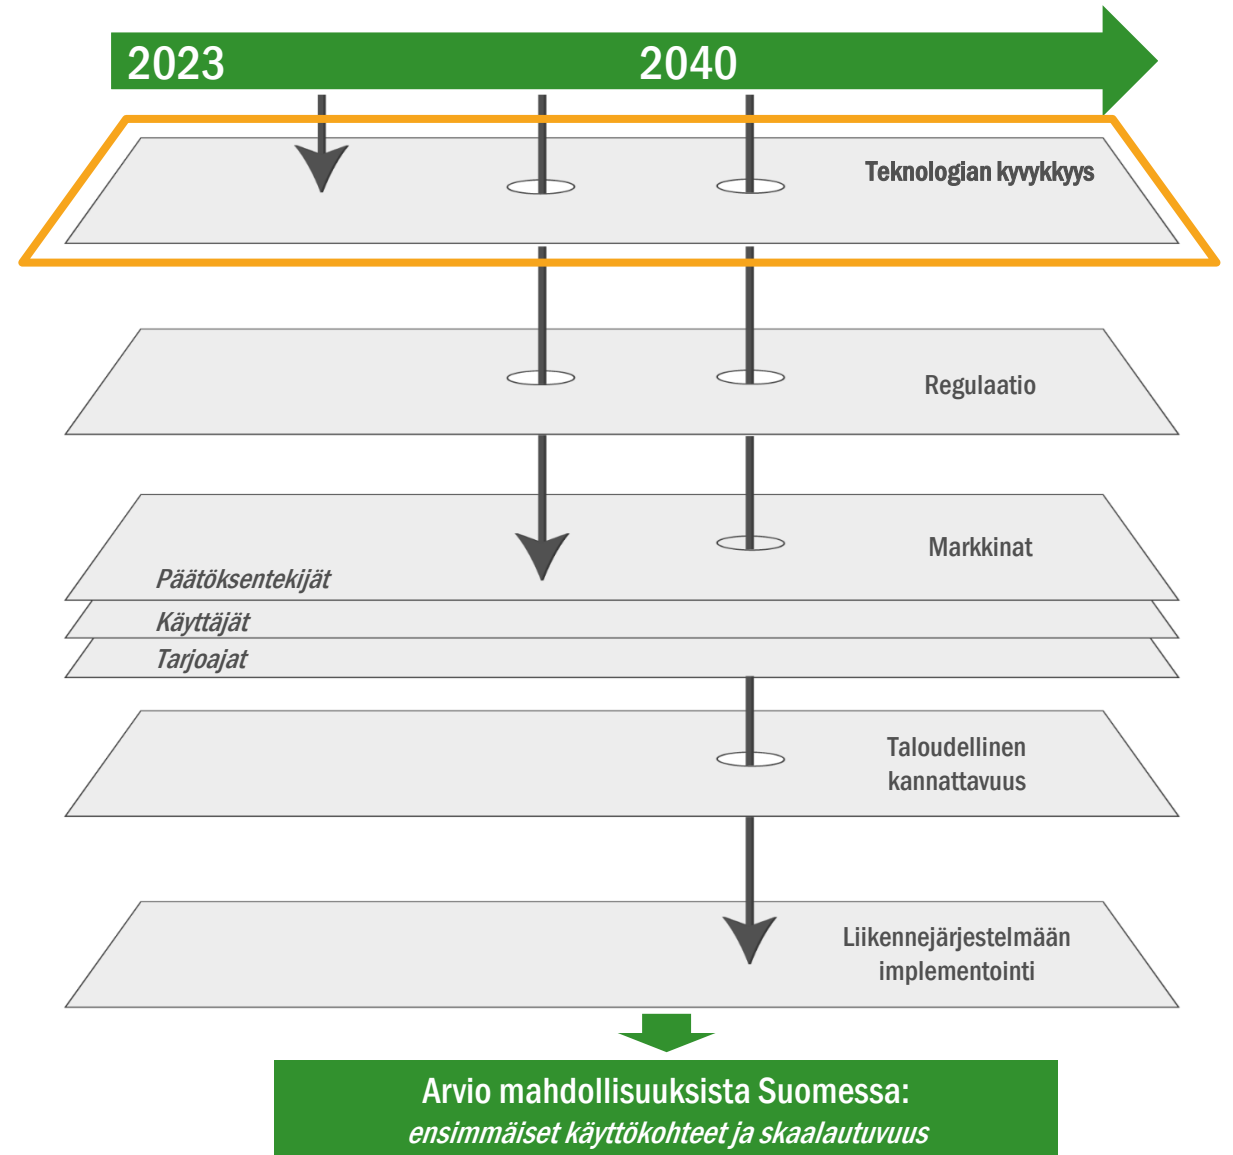 2023 2040
Teknologian kyvykkyys
Regulaatio
Markkinat
Päätöksentekijät
Käyttäjät
Tarjoajat
Taloudellinen
kannattavuus
Liikennejärjestelmään
implementointi
Arvio mahdollisuuksista Suomessa:
ensimmäiset käyttökohteet ja skaalautuvuus